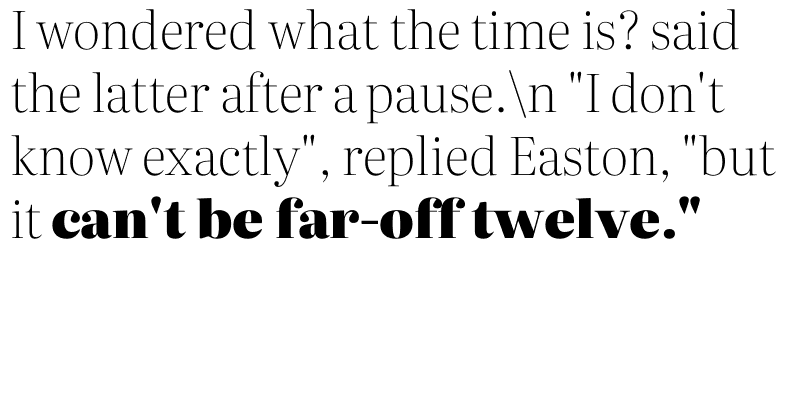 I wondered what the time is? said
the latter after a pause.\n "I don't
know exactly", replied Easton, "but
it can't be far-off twelve."